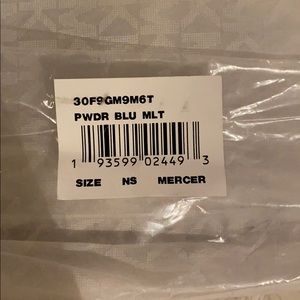 30F9GM9M6T
PWDR BLU MLT
1 93599 02449 3
SIZE NS MERCER